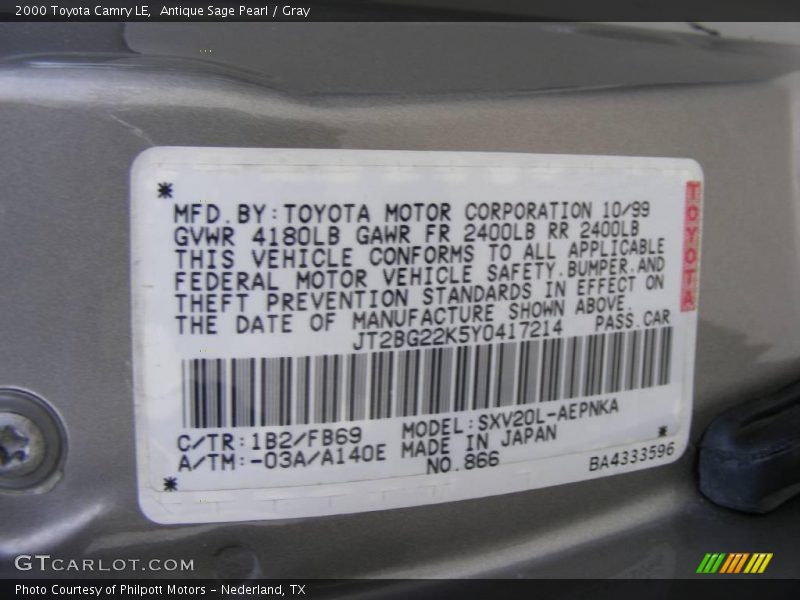 2000 Toyota Camry LE, Antique Sage Pearl / Gray
MFD.BY:TOYOTA MOTOR CORPORATION 10/99
GVWR 4180LB GAWR FR 2400LB RR 2400LB
THIS VEHICLE CONFORMS TO ALL APPLICABLE
FEDERAL MOTOR VEHICLE SAFETY.BUMPER.AND
THEFT PREVENTION STANDARDS IN EFFECT ON
THE DATE OF MANUFACTURE SHOWN ABOVE.
JT2BG22K5Y0417214 PASS.CAR
TOYOTA
C/TR:1B2/FB69 MODEL:SXV20L-AEPNKA
A/TM:-03A/A140E MADE IN JAPAN
NO.866
BA4333596
GTCARLOT.COM
Photo Courtesy of Philpott Motors - Nederland, TX